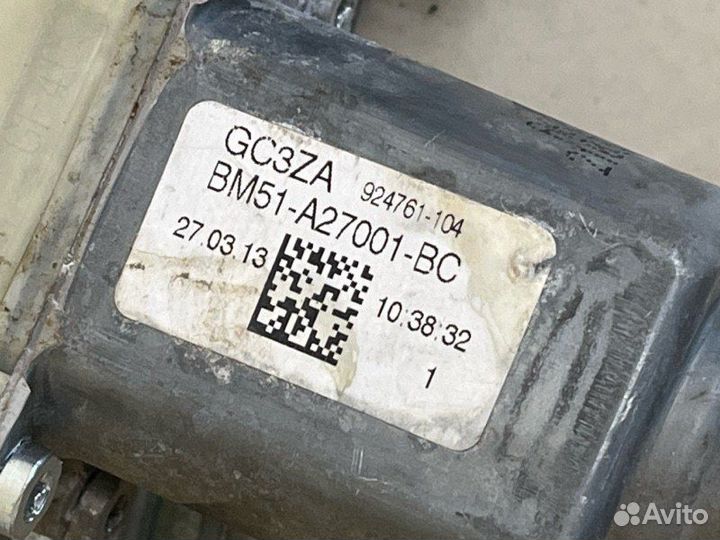 GC3ZA 924761-104
BM51-A27001-BC
27.03.13 10:38:32
1
Avito